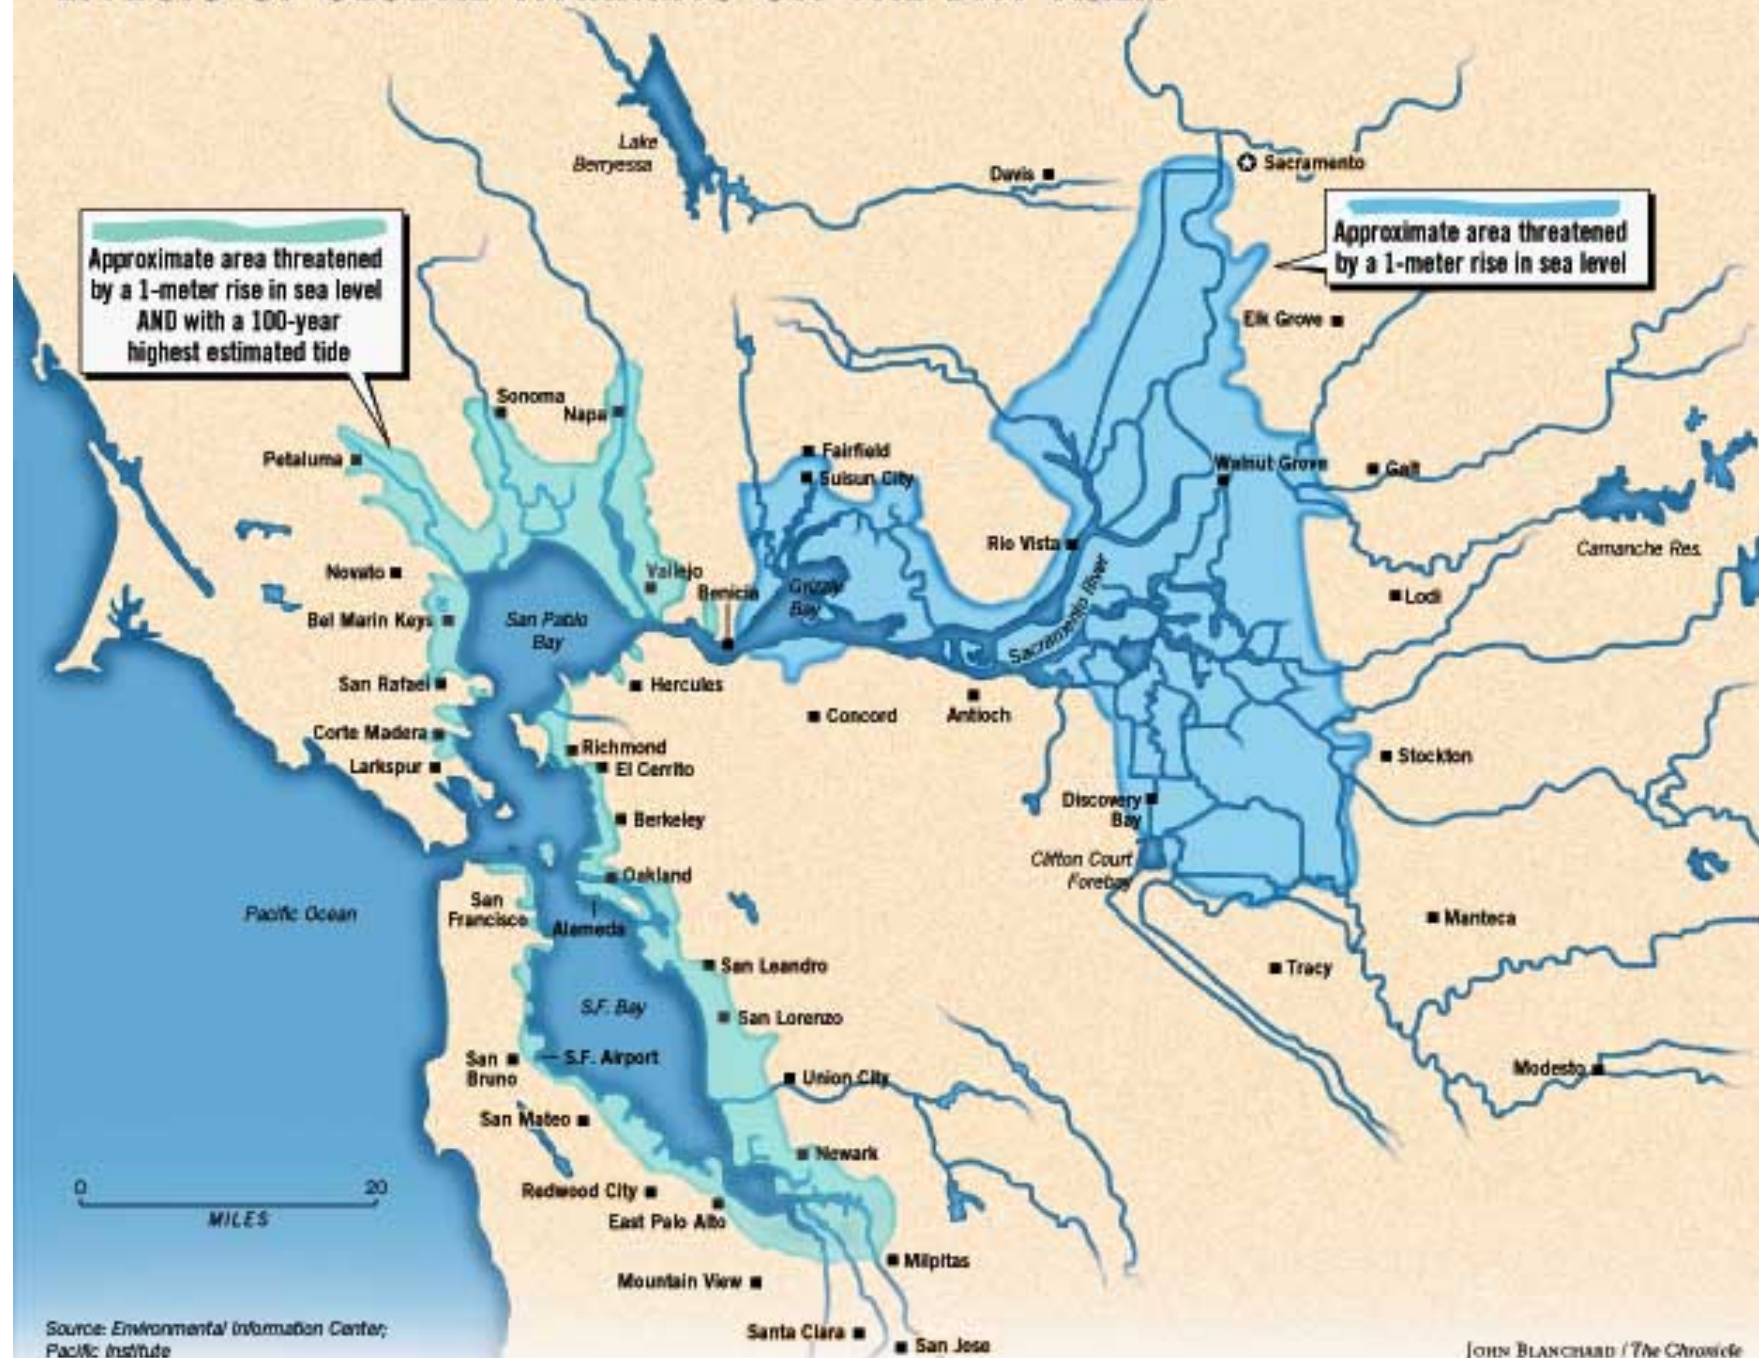 Lake
Berryessa
Davis
Sacramento
Approximate area threatened
by a 1-meter rise in sea level
AND with a 100-year
highest estimated tide
Approximate area threatened
by a 1-meter rise in sea level
Elk Grove
Sonoma
Napa
Petaluma
Fairfield
Suisun City
Walnut Grove
Galt
Rio Vista
Camanche Res.
Novato
Vallejo
Benicia
Grizzly
Bay
Sacramento River
Lodi
Bel Marin Keys
San Pablo
Bay
San Rafael
Hercules
Concord
Antioch
Corte Madera
Richmond
Larkspur
El Cerrito
Stockton
Berkeley
Discovery
Bay
Clifton Court
Forebay
Oakland
San
Francisco
Alameda
Pacific Ocean
Manteca
San Leandro
Tracy
S.F. Bay
San Lorenzo
San
Bruno
S.F. Airport
Union City
Modesto
San Mateo
Newark
0 20
MILES
Redwood City
East Palo Alto
Milpitas
Mountain View
Santa Clara
San Jose
Source: Environmental Information Center;
Pacific Institute
JOHN BLANCHARD / The Chronicle